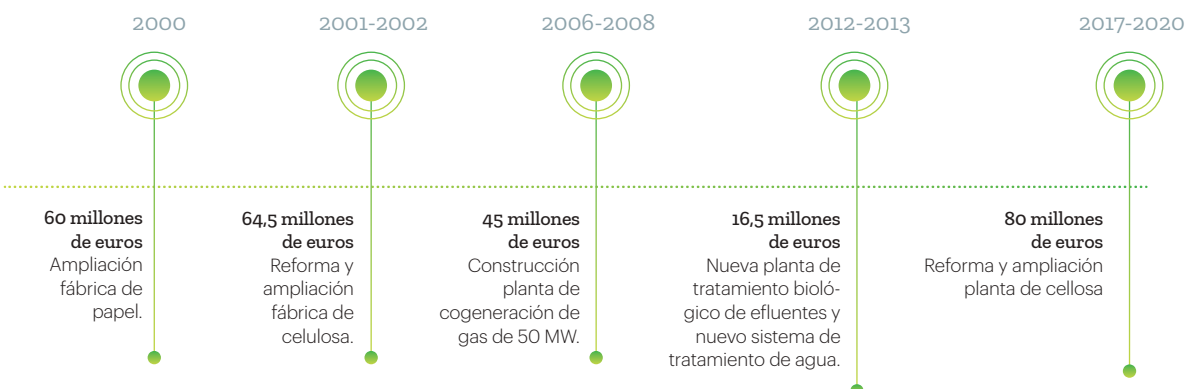 2000
2001-2002
2006-2008
2012-2013
2017-2020
60 millones
de euros
Ampliación
fábrica de
papel.
64,5 millones
de euros
Reforma y
ampliación
fábrica de
celulosa.
45 millones
de euros
Construcción
planta de
cogeneración de
gas de 50 MW.
16,5 millones
de euros
Nueva planta de
tratamiento bioló-
gico de efluentes y
nuevo sistema de
tratamiento de agua.
80 millones
de euros
Reforma y ampliación
planta de cellosa